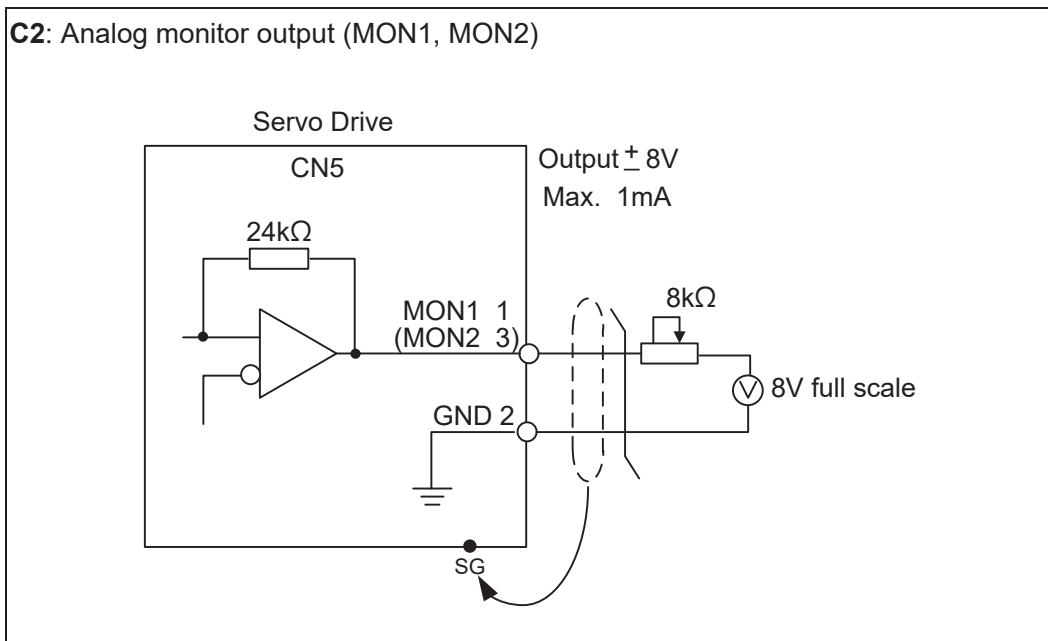 C2: Analog monitor output (MON1, MON2)
Servo Drive
CN5
Output ± 8V
Max. 1mA
24kΩ
8kΩ
MON1 1
(MON2 3)
8V full scale
V
GND 2
SG